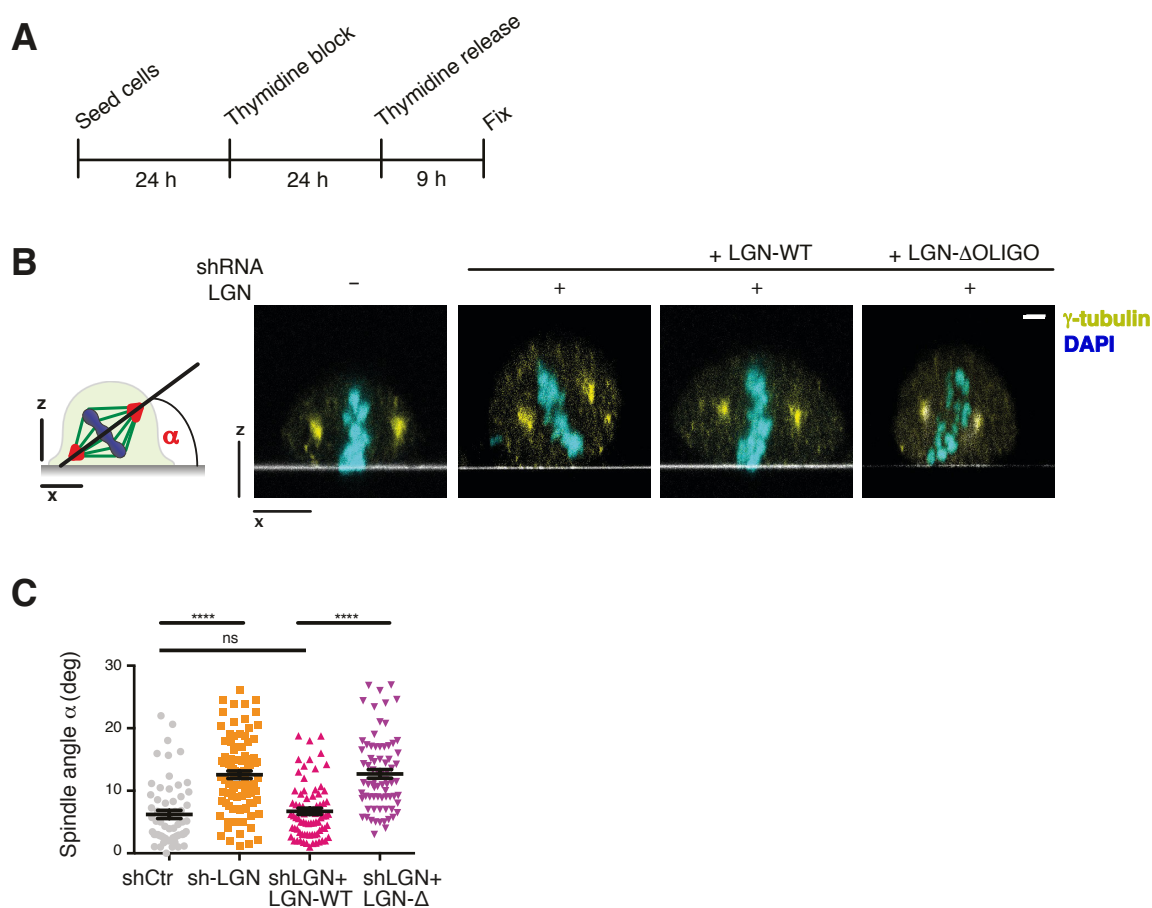 A
Seed cells
Thymidine block
Thymidine release
Fix
24 h
24 h
9 h
B
shRNA
LGN
+ LGN-WT
+ LGN-ΔOLIGO
–
+
+
+
γ-tubulin
DAPI
z
x
α
z
x
C
****
****
ns
Spindle angle α (deg)
30
20
10
0
shCtr
sh-LGN
shLGN+
LGN-WT
shLGN+
LGN-Δ